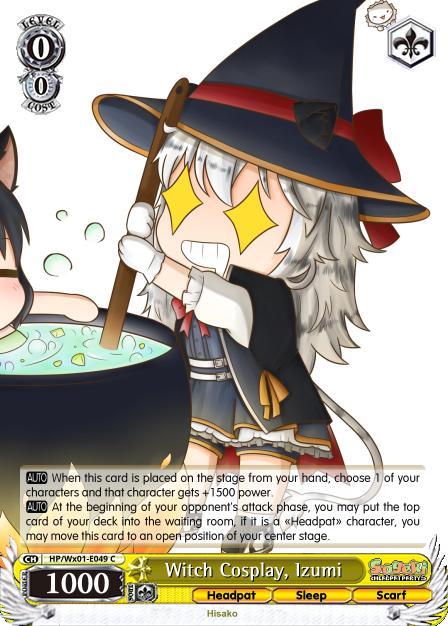 LEVEL
0
0
COST
AUTO When this card is placed on the stage from your hand, choose 1 of your
characters and that character gets +1500 power.
AUTO At the beginning of your opponent's attack phase, you may put the top
card of your deck into the waiting room, if it is a «Headpat» character, you
may move this card to an open position of your center stage.
CH HP/Wx01-E049 C
POWER 1000 SOUL Witch Cosplay, Izumi
HEADPATPARTY
Headpat Sleep Scarf
Hisako